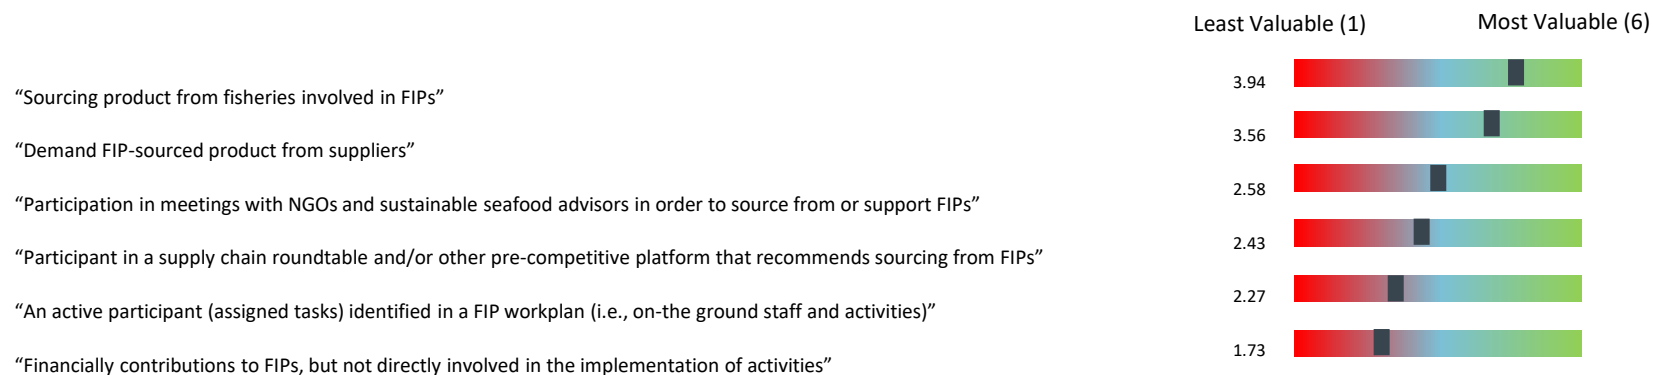 Least Valuable (1) Most Valuable (6)
3.94
“Sourcing product from fisheries involved in FIPs”
3.56
“Demand FIP-sourced product from suppliers”
2.58
“Participation in meetings with NGOs and sustainable seafood advisors in order to source from or support FIPs”
2.43
“Participant in a supply chain roundtable and/or other pre-competitive platform that recommends sourcing from FIPs”
2.27
“An active participant (assigned tasks) identified in a FIP workplan (i.e., on-the ground staff and activities)”
1.73
“Financially contributions to FIPs, but not directly involved in the implementation of activities”